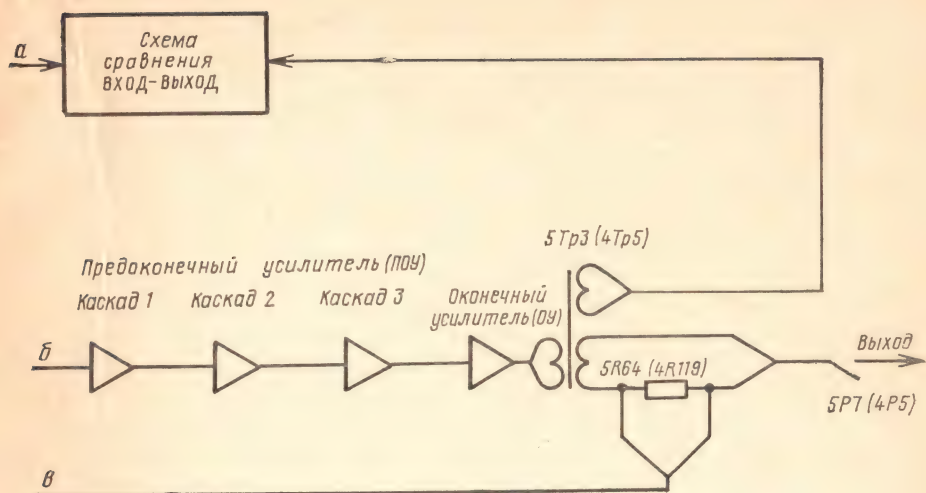 а
Схема
сравнения
вход-выход
5Тр3 (4Тр5)
Предоконечный усилитель (ПОУ)
Каскад 1 Каскад 2 Каскад 3
Оконечный
усилитель (ОУ)
б
5R64 (4R119)
Выход
5Р7 (4Р5)
в